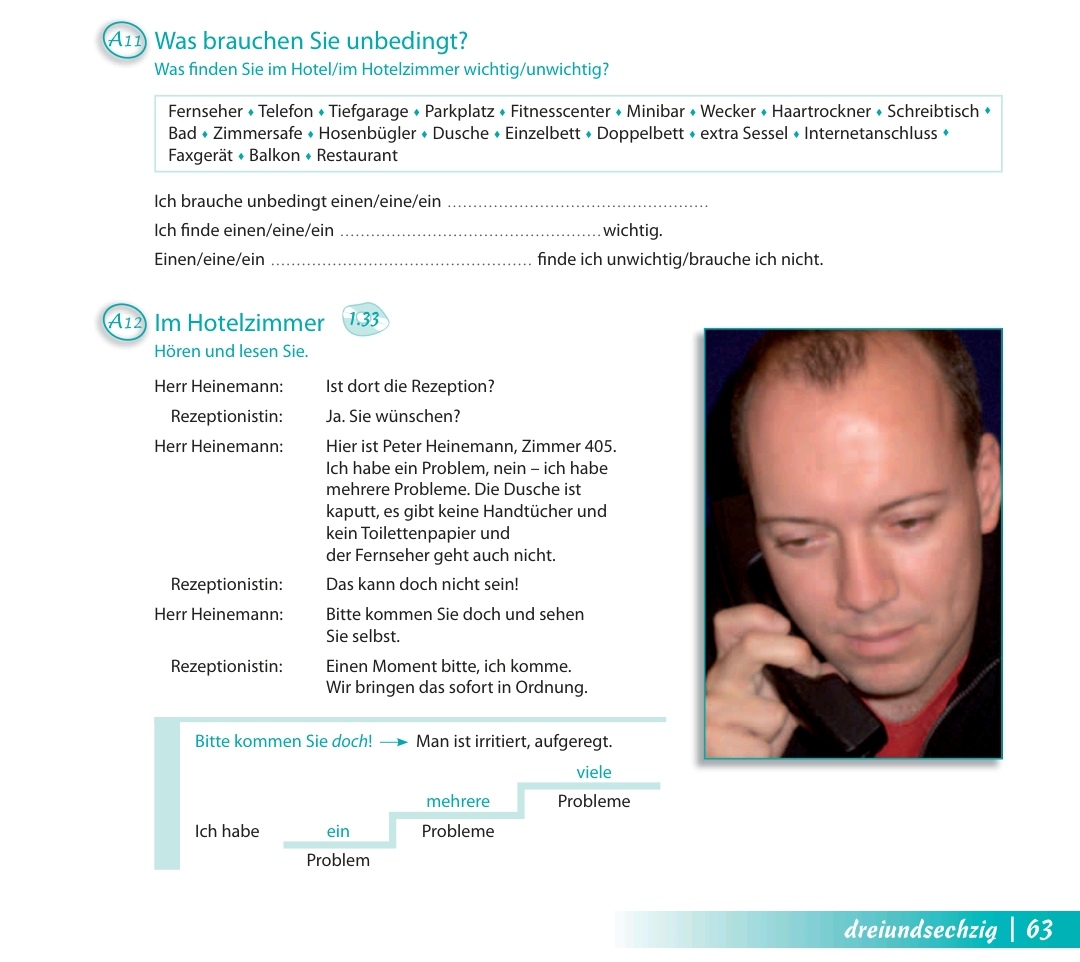 A11 Was brauchen Sie unbedingt?
Was finden Sie im Hotel/im Hotelzimmer wichtig/unwichtig?
Fernseher ♦ Telefon ♦ Tiefgarage ♦ Parkplatz ♦ Fitnesscenter ♦ Minibar ♦ Wecker ♦ Haartrockner ♦ Schreibtisch ♦
Bad ♦ Zimmersafe ♦ Hosenbügler ♦ Dusche ♦ Einzelbett ♦ Doppelbett ♦ extra Sessel ♦ Internetanschluss ♦
Faxgerät ♦ Balkon ♦ Restaurant
Ich brauche unbedingt einen/eine/ein ...................................................
Ich finde einen/eine/ein ................................................... wichtig.
Einen/eine/ein ................................................... finde ich unwichtig/brauche ich nicht.
A12 Im Hotelzimmer 1.33
Hören und lesen Sie.
Herr Heinemann: Ist dort die Rezeption?
Rezeptionistin: Ja. Sie wünschen?
Herr Heinemann: Hier ist Peter Heinemann, Zimmer 405.
Ich habe ein Problem, nein – ich habe
mehrere Probleme. Die Dusche ist
kaputt, es gibt keine Handtücher und
kein Toilettenpapier und
der Fernseher geht auch nicht.
Rezeptionistin: Das kann doch nicht sein!
Herr Heinemann: Bitte kommen Sie doch und sehen
Sie selbst.
Rezeptionistin: Einen Moment bitte, ich komme.
Wir bringen das sofort in Ordnung.
Bitte kommen Sie doch! → Man ist irritiert, aufgeregt.
viele
mehrere Probleme
Ich habe ein Probleme
Problem
dreiundsechzig | 63